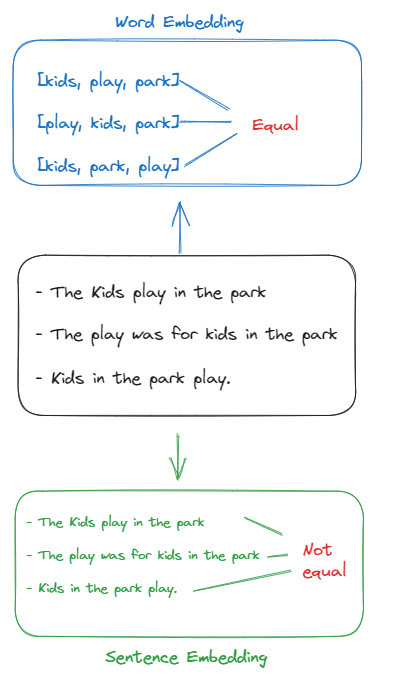 Word Embedding
[kids, play, park]
[play, kids, park]
Equal
[kids, park, play]
- The Kids play in the park
- The play was for kids in the park
- Kids in the park play.
- The Kids play in the park
- The play was for kids in the park
Not
equal
- Kids in the park play.
Sentence Embedding